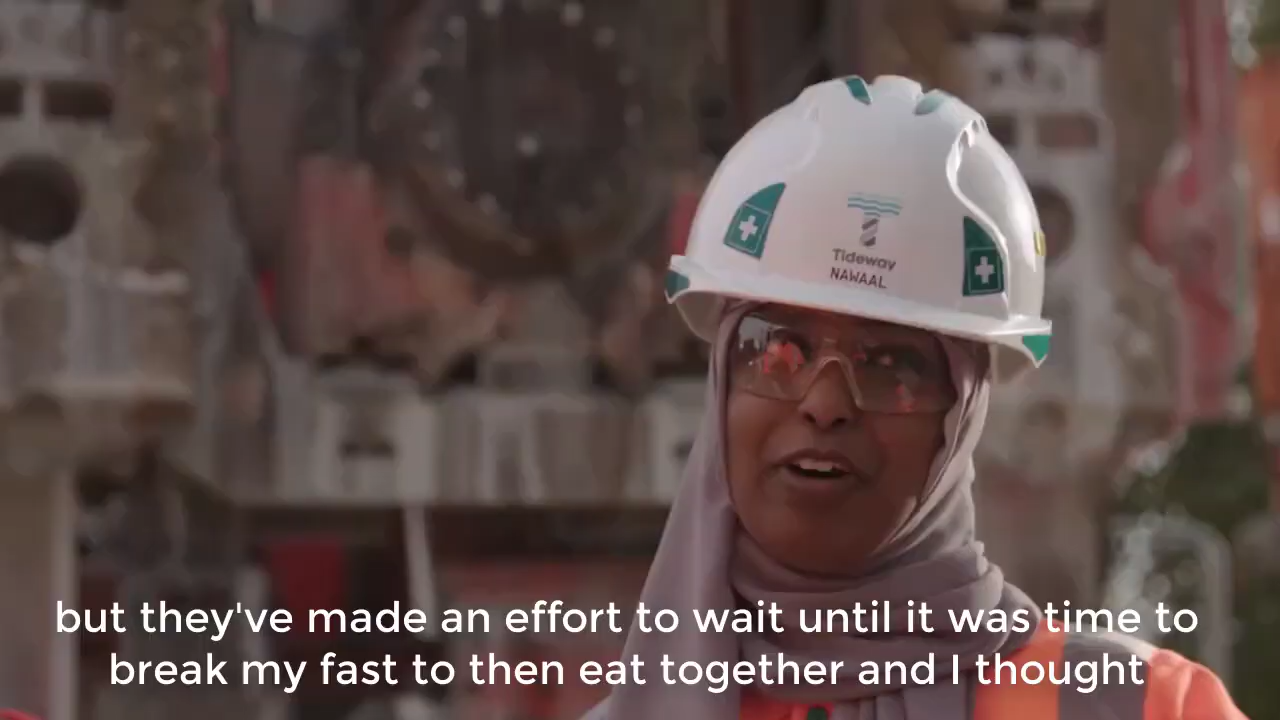 Tideway
NAWAAL
but they've made an effort to wait until it was time to
break my fast to then eat together and I thought